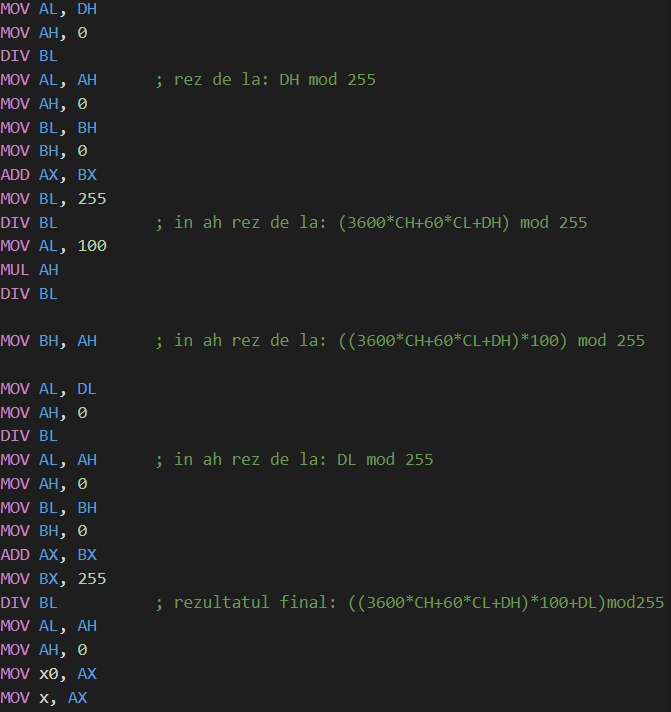 MOV AL, DH
MOV AH, 0
DIV BL
MOV AL, AH ; rez de la: DH mod 255
MOV AH, 0
MOV BL, BH
MOV BH, 0
ADD AX, BX
MOV BL, 255
DIV BL ; in ah rez de la: (3600*CH+60*CL+DH) mod 255
MOV AL, 100
MUL AH
DIV BL
MOV BH, AH ; in ah rez de la: ((3600*CH+60*CL+DH)*100) mod 255
MOV AL, DL
MOV AH, 0
DIV BL
MOV AL, AH ; in ah rez de la: DL mod 255
MOV AH, 0
MOV BL, BH
MOV BH, 0
ADD AX, BX
MOV BX, 255
DIV BL ; rezultatul final: ((3600*CH+60*CL+DH)*100+DL)mod255
MOV AL, AH
MOV AH, 0
MOV x0, AX
MOV x, AX